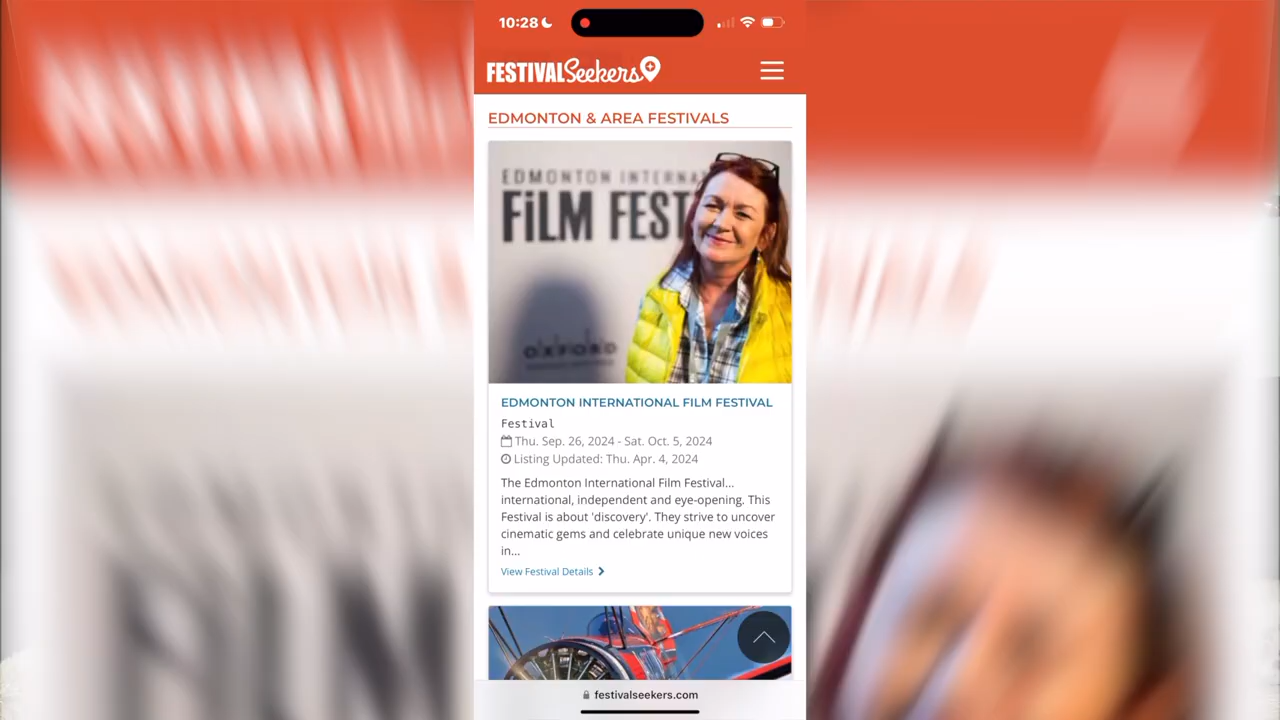 10:28
FESTIVALSeekers
EDMONTON & AREA FESTIVALS
EDMONTON INTERNA
FiLM FEST
OXFORD
EDMONTON INTERNATIONAL FILM FESTIVAL
Festival
Thu. Sep. 26, 2024 - Sat. Oct. 5, 2024
Listing Updated: Thu. Apr. 4, 2024
The Edmonton International Film Festival...
international, independent and eye-opening. This
Festival is about 'discovery'. They strive to uncover
cinematic gems and celebrate unique new voices
in...
View Festival Details
festivalseekers.com